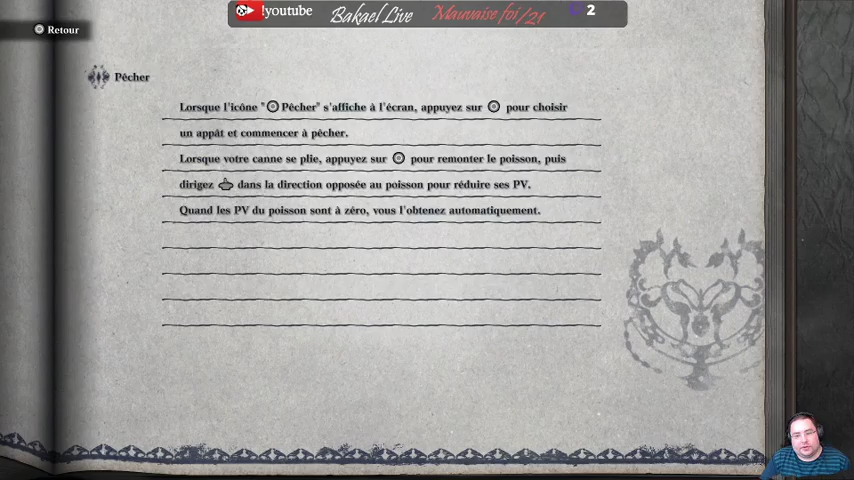 !youtube
Bakael Live
Mauvaise foi/21
2
Retour
Pêcher
Lorsque l'icône "Pêcher" s'affiche à l'écran, appuyez sur pour choisir
un appât et commencer à pêcher.
Lorsque votre canne se plie, appuyez sur pour remonter le poisson, puis
dirigez dans la direction opposée au poisson pour réduire ses PV.
Quand les PV du poisson sont à zéro, vous l'obtenez automatiquement.